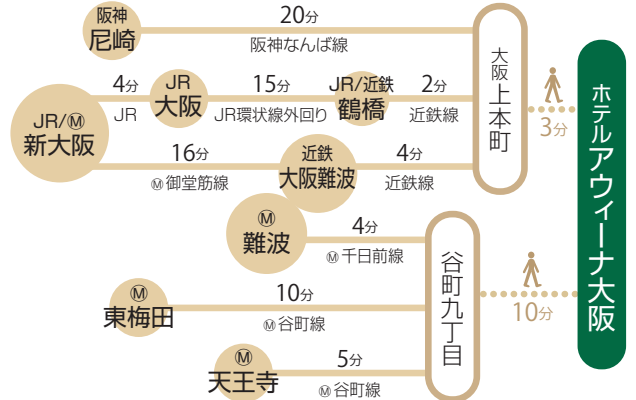 阪神
尼崎
20分
阪神なんば線
JR/Ⓜ
新大阪
4分
JR
JR
大阪
15分
JR環状線外回り
JR/近鉄
鶴橋
2分
近鉄線
16分
Ⓜ御堂筋線
近鉄
大阪難波
4分
近鉄線
大阪上本町
3分
Ⓜ
難波
4分
Ⓜ千日前線
Ⓜ
東梅田
10分
Ⓜ谷町線
Ⓜ
天王寺
5分
Ⓜ谷町線
谷町九丁目
10分
ホテルアウィーナ大阪